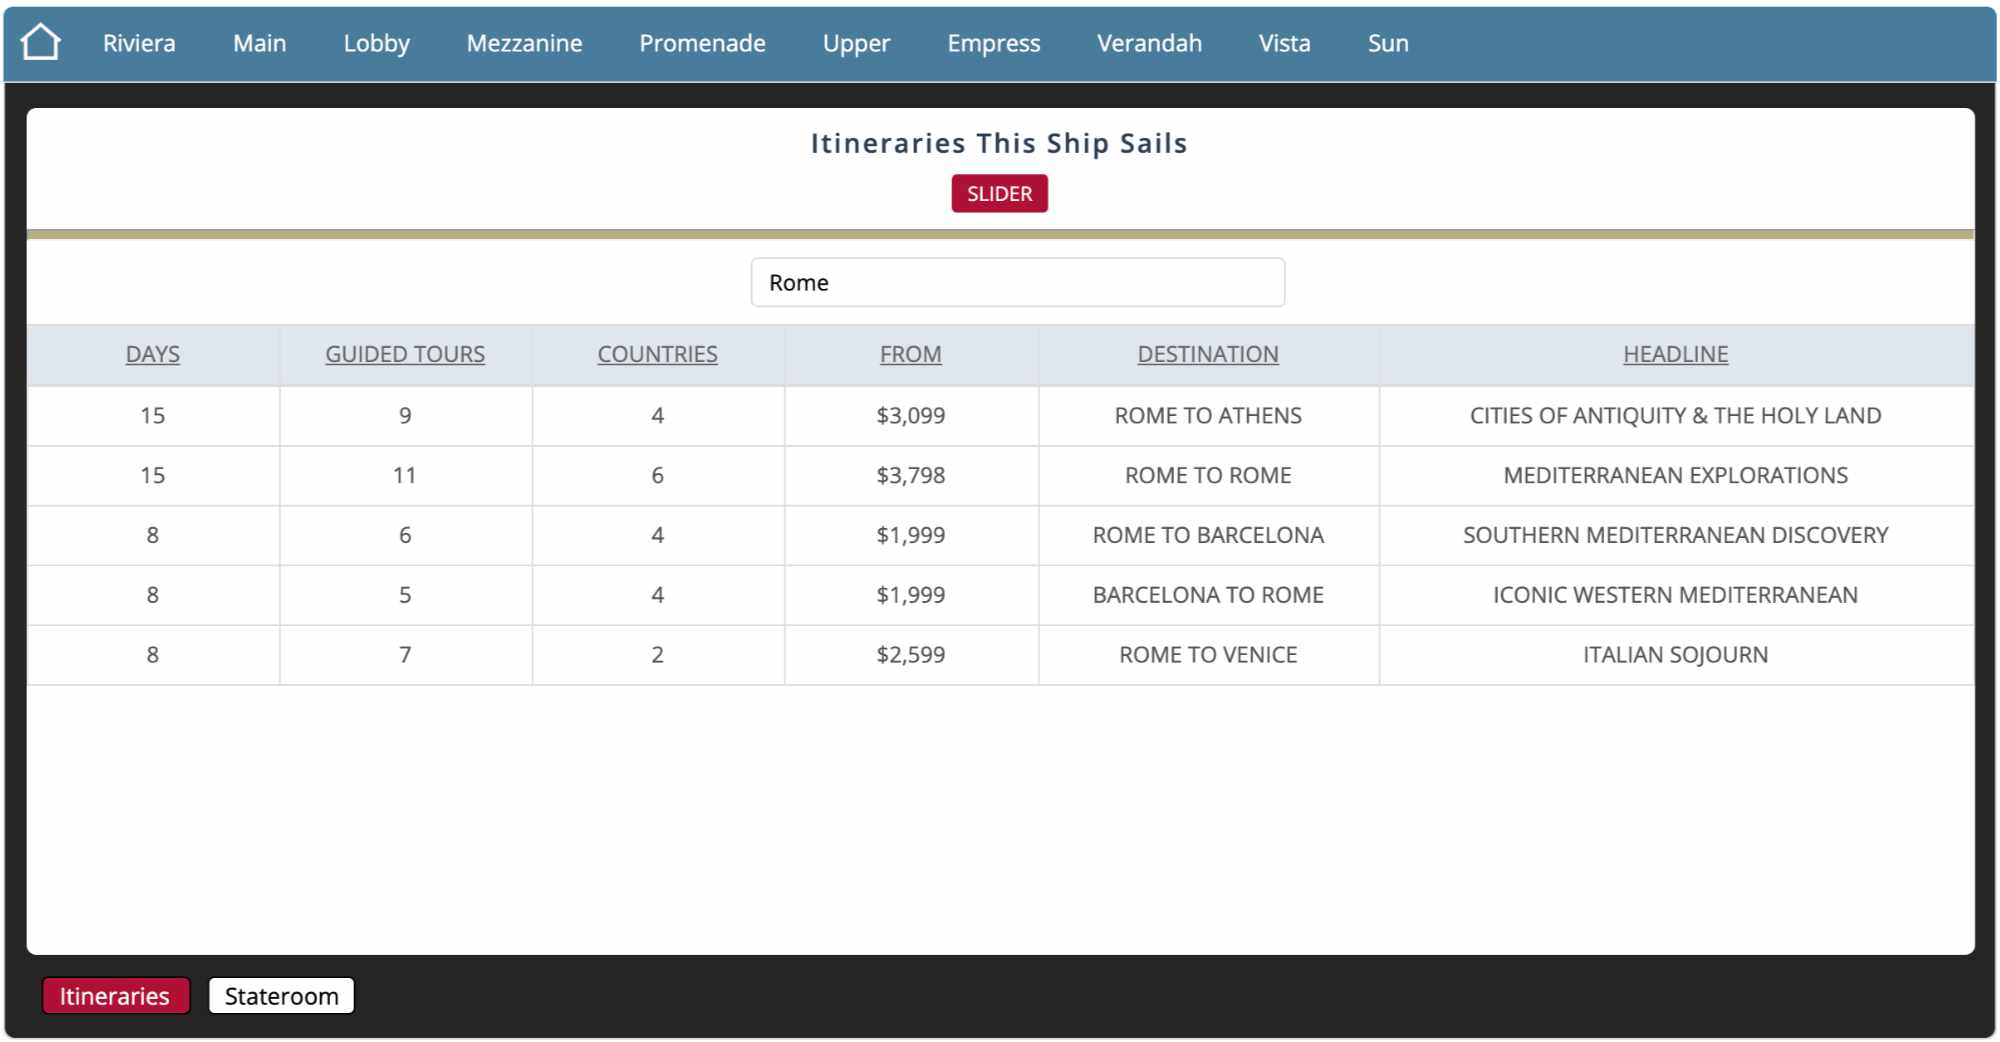 Riviera Main Lobby Mezzanine Promenade Upper Empress Verandah Vista Sun
Itineraries This Ship Sails
SLIDER
Rome
DAYS GUIDED TOURS COUNTRIES FROM DESTINATION HEADLINE
15 9 4 $3,099 ROME TO ATHENS CITIES OF ANTIQUITY & THE HOLY LAND
15 11 6 $3,798 ROME TO ROME MEDITERRANEAN EXPLORATIONS
8 6 4 $1,999 ROME TO BARCELONA SOUTHERN MEDITERRANEAN DISCOVERY
8 5 4 $1,999 BARCELONA TO ROME ICONIC WESTERN MEDITERRANEAN
8 7 2 $2,599 ROME TO VENICE ITALIAN SOJOURN
Itineraries Stateroom